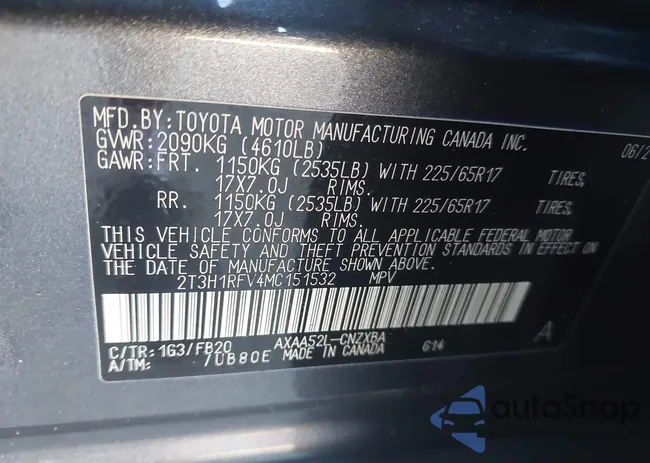 MFD.BY:TOYOTA MOTOR MANUFACTURING CANADA INC.
GVWR:2090KG (4610LB) 06/2
GAWR:FRT. 1150KG (2535LB) WITH 225/65R17 TIRES,
17X7.0J RIMS.
RR. 1150KG (2535LB) WITH 225/65R17 TIRES,
17X7.0J RIMS.
THIS VEHICLE CONFORMS TO ALL APPLICABLE FEDERAL MOTOR
VEHICLE SAFETY AND THEFT PREVENTION STANDARDS IN EFFECT ON
THE DATE OF MANUFACTURE SHOWN ABOVE.
2T3H1RFV4MC151532 MPV
C/TR:1G3/FB20 AXAA52L-CNZXBA 614 A
A/TM: /UB80E MADE IN CANADA
autoSnap